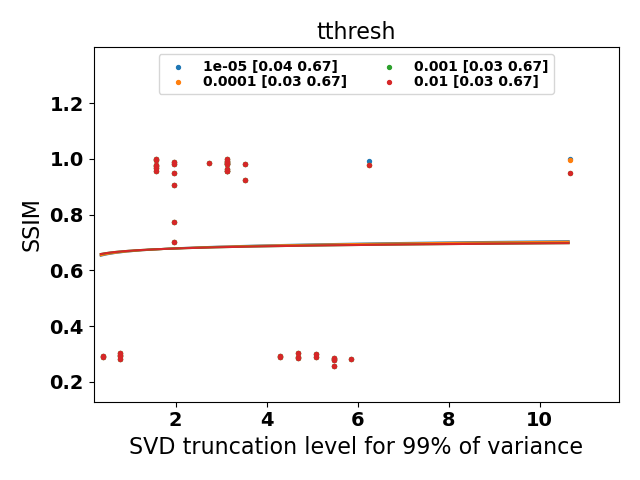 tthresh
1e-05 [0.04 0.67]
0.0001 [0.03 0.67]
0.001 [0.03 0.67]
0.01 [0.03 0.67]
SSIM
1.2
1.0
0.8
0.6
0.4
0.2
2 4 6 8 10
SVD truncation level for 99% of variance